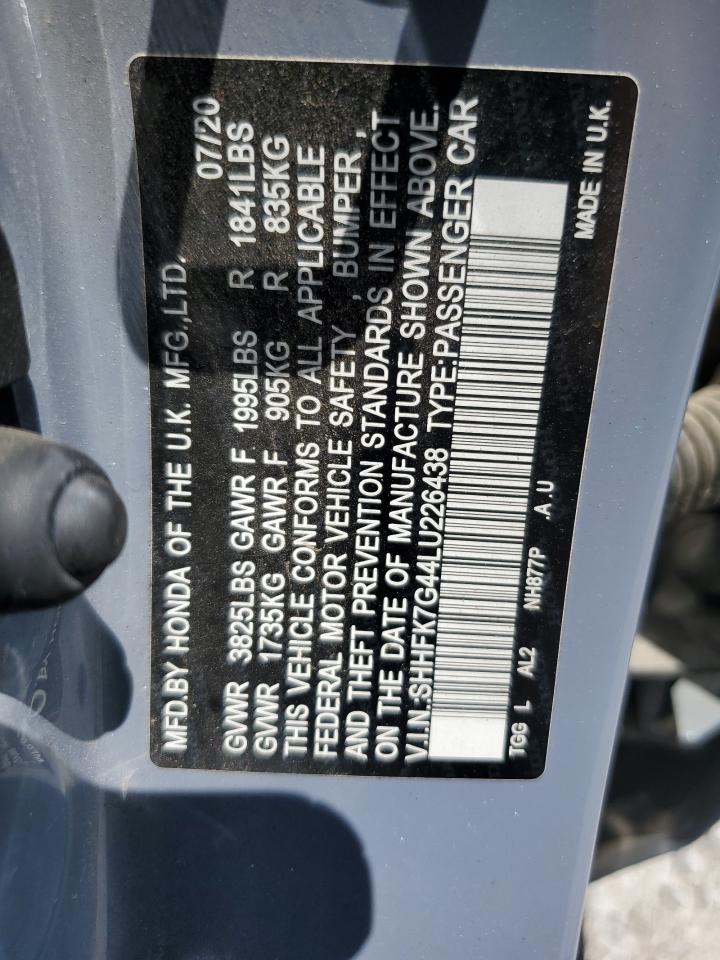 MFD.BY HONDA OF THE U.K. MFG.,LTD. 07/20
GVWR 3825LBS GAWR F 1995LBS R 1841LBS
GVWR 1735KG GAWR F 905KG R 835KG
THIS VEHICLE CONFORMS TO ALL APPLICABLE
FEDERAL MOTOR VEHICLE SAFETY , BUMPER ,
AND THEFT PREVENTION STANDARDS IN EFFECT
ON THE DATE OF MANUFACTURE SHOWN ABOVE.
V.I.N.:SHHFK7G44LU226438 TYPE:PASSENGER CAR
TGG L AL2 NH877P .A .U MADE IN U.K.